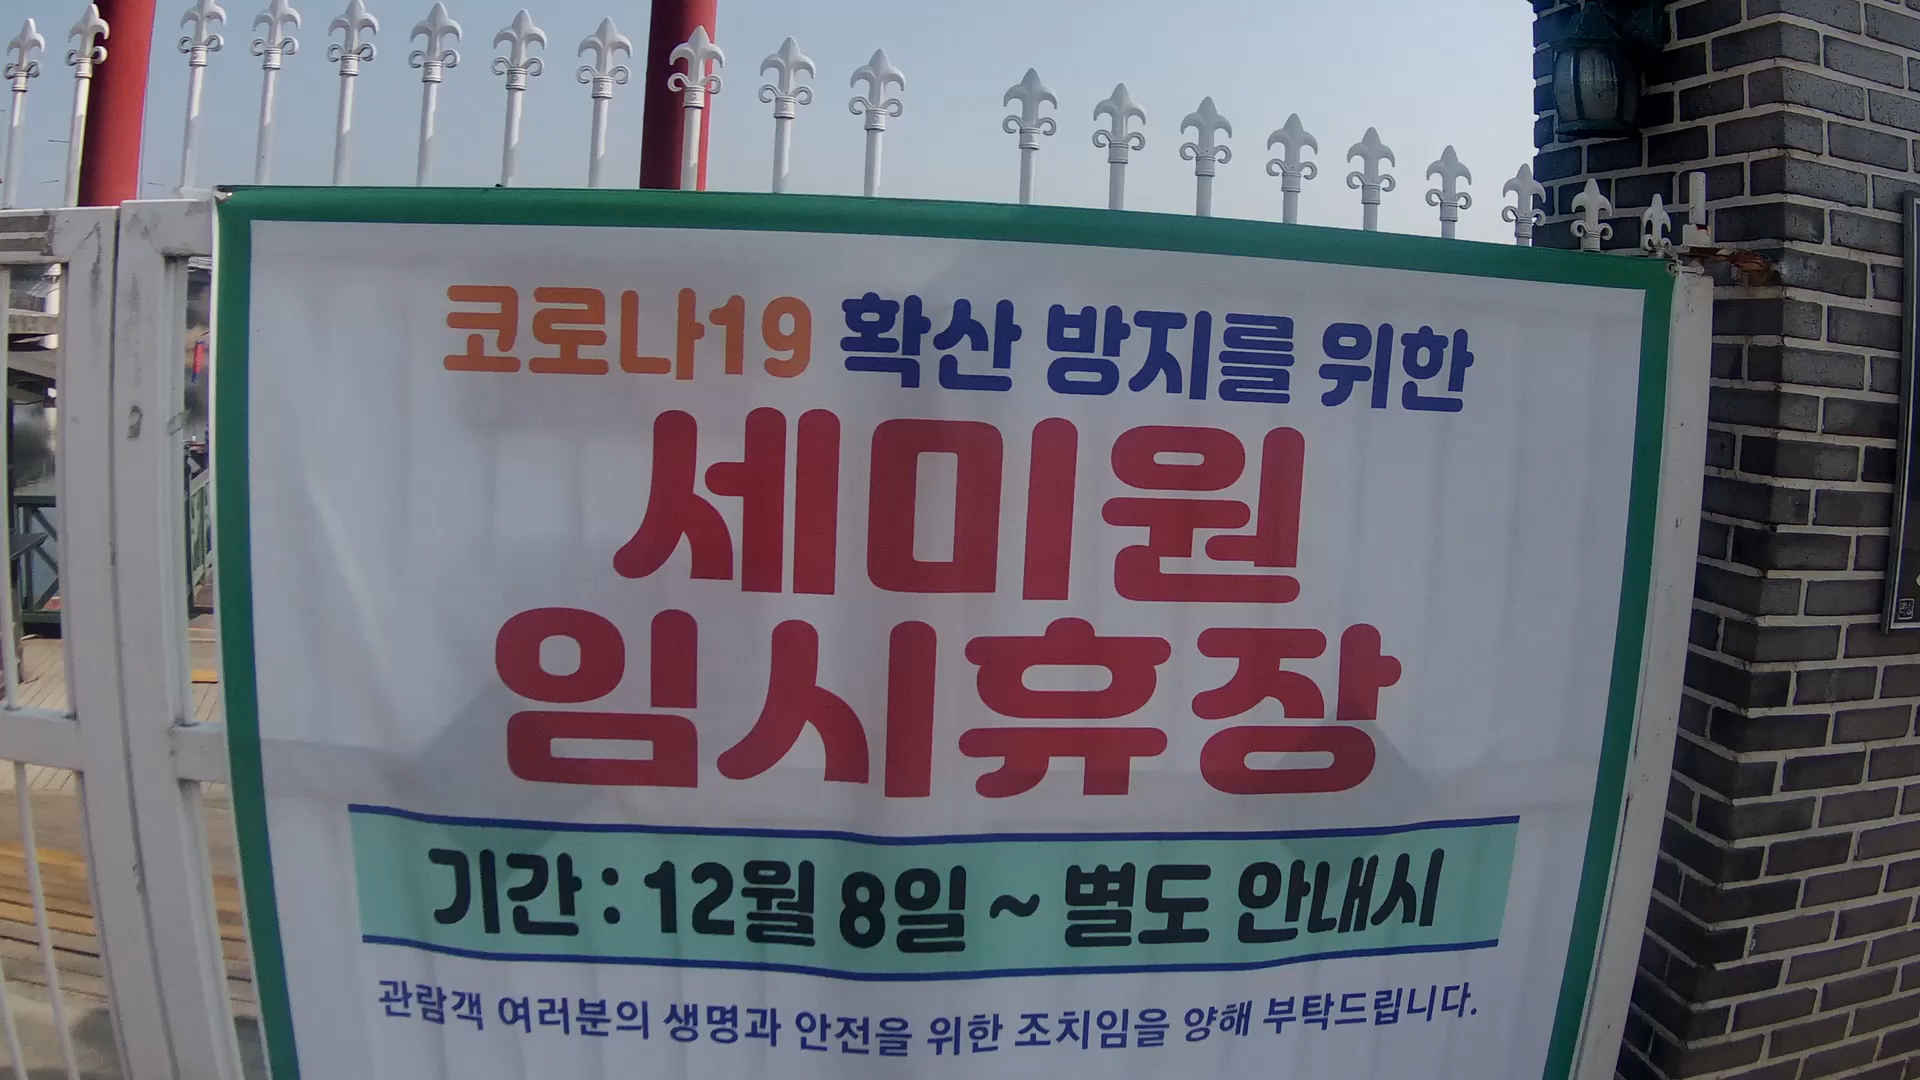 코로나19 확산 방지를 위한
세미원
임시휴장
기간 : 12월 8일 ~ 별도 안내시
관람객 여러분의 생명과 안전을 위한 조치임을 양해 부탁드립니다.